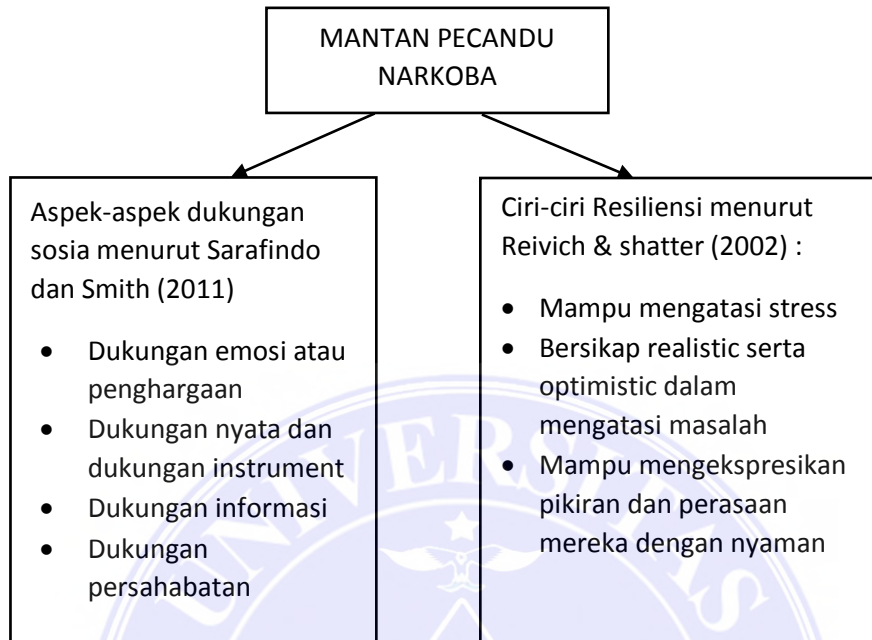 MANTAN PECANDU
NARKOBA
Aspek-aspek dukungan
sosia menurut Sarafindo
dan Smith (2011)
• Dukungan emosi atau
penghargaan
• Dukungan nyata dan
dukungan instrument
• Dukungan informasi
• Dukungan
persahabatan
Ciri-ciri Resiliensi menurut
Reivich & shatter (2002) :
• Mampu mengatasi stress
• Bersikap realistic serta
optimistic dalam
mengatasi masalah
• Mampu mengekspresikan
pikiran dan perasaan
mereka dengan nyaman
UNIVERSITAS